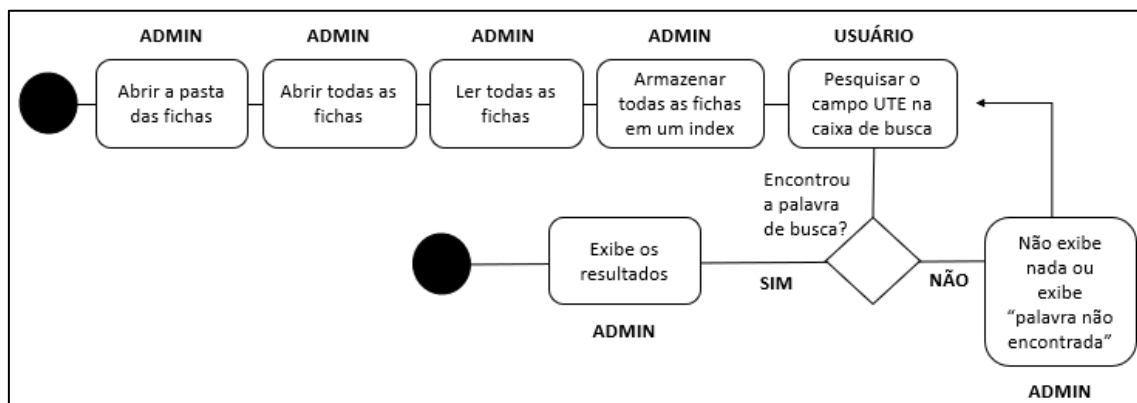 ADMIN
Abrir a pasta
das fichas
ADMIN
Abrir todas as
fichas
ADMIN
Ler todas as
fichas
ADMIN
Armazenar
todas as fichas
em um index
USUÁRIO
Pesquisar o
campo UTE na
caixa de busca
Encontrou
a palavra
de busca?
SIM
Exibe os
resultados
ADMIN
NÃO
Não exibe
nada ou
exibe
“palavra não
encontrada”
ADMIN